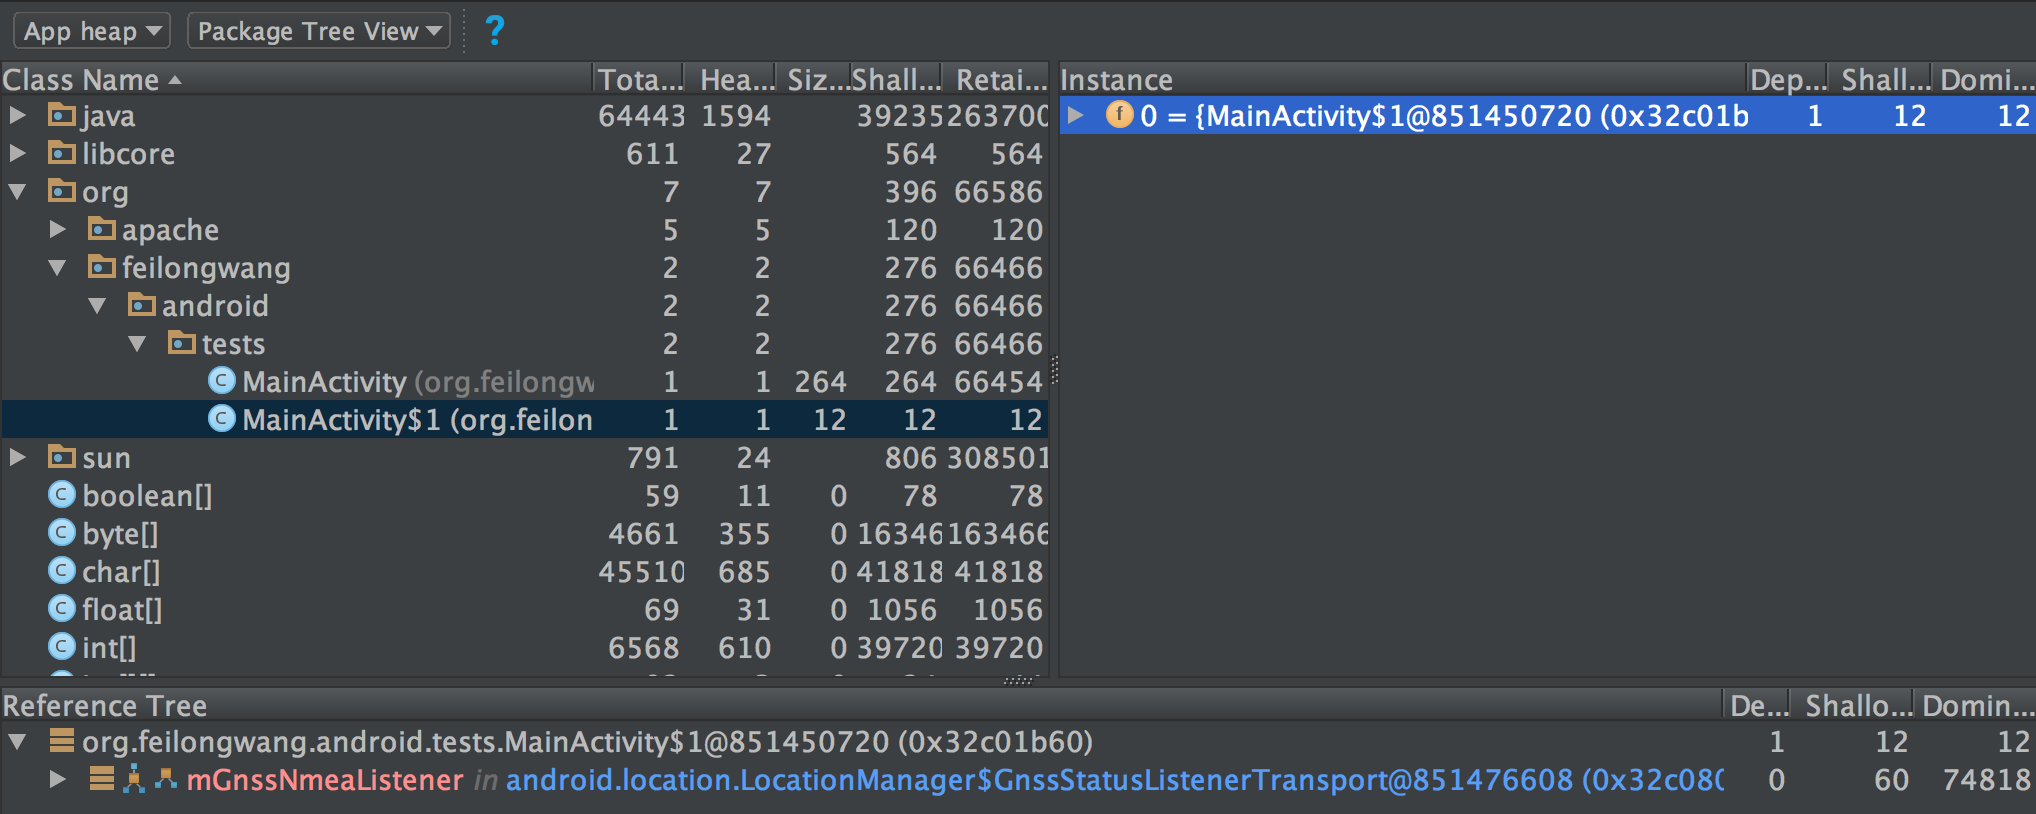 App heap Package Tree View ?
Class Name Tota... Hea... Siz... Shall... Retai...
java 64443 1594 39235 263700
libcore 611 27 564 564
org 7 7 396 66586
apache 5 5 120 120
feilongwang 2 2 276 66466
android 2 2 276 66466
tests 2 2 276 66466
C MainActivity (org.feilongw 1 1 264 264 66454
C MainActivity$1 (org.feilon 1 1 12 12 12
sun 791 24 806 308501
C boolean[] 59 11 0 78 78
C byte[] 4661 355 0 16346 163466
C char[] 45510 685 0 41818 41818
C float[] 69 31 0 1056 1056
C int[] 6568 610 0 39720 39720
Instance Dep... Shall... Domi...
f 0 = {MainActivity$1@851450720 (0x32c01b 1 12 12
Reference Tree De... Shallo... Domin...
org.feilongwang.android.tests.MainActivity$1@851450720 (0x32c01b60) 1 12 12
mGnssNmeaListener in android.location.LocationManager$GnssStatusListenerTransport@851476608 (0x32c080 0 60 74818